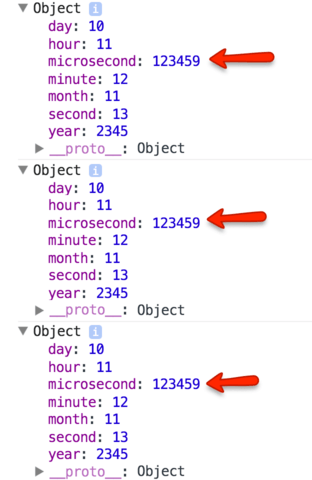 ▼ Object i
day: 10
hour: 11
microsecond: 123459
minute: 12
month: 11
second: 13
year: 2345
▶ __proto__: Object
▼ Object i
day: 10
hour: 11
microsecond: 123459
minute: 12
month: 11
second: 13
year: 2345
▶ __proto__: Object
▼ Object i
day: 10
hour: 11
microsecond: 123459
minute: 12
month: 11
second: 13
year: 2345
▶ __proto__: Object